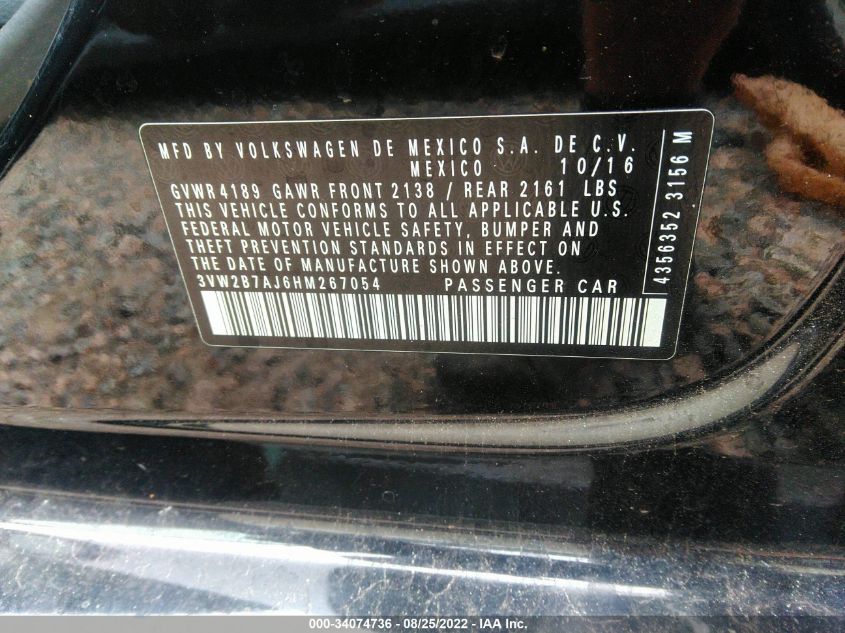 MFD BY VOLKSWAGEN DE MEXICO S.A. DE C.V.
MEXICO 10/16
GVWR 4189 GAWR FRONT 2138 / REAR 2161 LBS
THIS VEHICLE CONFORMS TO ALL APPLICABLE U.S.
FEDERAL MOTOR VEHICLE SAFETY, BUMPER AND
THEFT PREVENTION STANDARDS IN EFFECT ON
THE DATE OF MANUFACTURE SHOWN ABOVE.
3VW2B7AJ6HM267054 PASSENGER CAR
4356352 3156 M
000-34074736 - 08/25/2022 - IAA Inc.